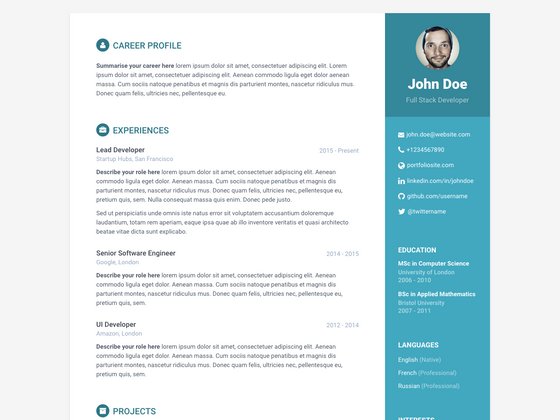 CAREER PROFILE
Summarise your career here lorem ipsum dolor sit amet, consectetuer adipiscing elit. Lorem
ipsum dolor sit amet, consectetuer adipiscing elit. Aenean commodo ligula eget dolor aenean
massa. Cum sociis natoque penatibus et magnis dis parturient montes, nascetur ridiculus mus.
Donec quam felis, ultricies nec, pellentesque eu.
EXPERIENCES
Lead Developer
2015 - Present
Startup Hubs, San Francisco
Describe your role here lorem ipsum dolor sit amet, consectetuer adipiscing elit. Aenean
commodo ligula eget dolor. Aenean massa. Cum sociis natoque penatibus et magnis dis
parturient montes, nascetur ridiculus mus. Donec quam felis, ultricies nec, pellentesque eu,
pretium quis, sem. Nulla consequat massa quis enim. Donec pede justo.
Sed ut perspiciatis unde omnis iste natus error sit voluptatem accusantium doloremque
laudantium, totam rem aperiam, eaque ipsa quae ab illo inventore veritatis et quasi architecto
beatae vitae dicta sunt explicabo.
Senior Software Engineer
2014 - 2015
Google, London
Describe your role here lorem ipsum dolor sit amet, consectetuer adipiscing elit. Aenean
commodo ligula eget dolor. Aenean massa. Cum sociis natoque penatibus et magnis dis
parturient montes, nascetur ridiculus mus. Donec quam felis, ultricies nec, pellentesque eu,
pretium quis, sem.
UI Developer
2012 - 2014
Amazon, London
Describe your role here lorem ipsum dolor sit amet, consectetuer adipiscing elit. Aenean
commodo ligula eget dolor. Aenean massa. Cum sociis natoque penatibus et magnis dis
parturient montes, nascetur ridiculus mus. Donec quam felis, ultricies nec, pellentesque eu,
pretium quis, sem.
PROJECTS
John Doe
Full Stack Developer
john.doe@website.com
+1234567890
portfoliosite.com
linkedin.com/in/johndoe
github.com/username
@twittername
EDUCATION
MSc in Computer Science
University of London
2006 - 2010
BSc in Applied Mathematics
Bristol University
2007 - 2011
LANGUAGES
English (Native)
French (Professional)
Russian (Professional)